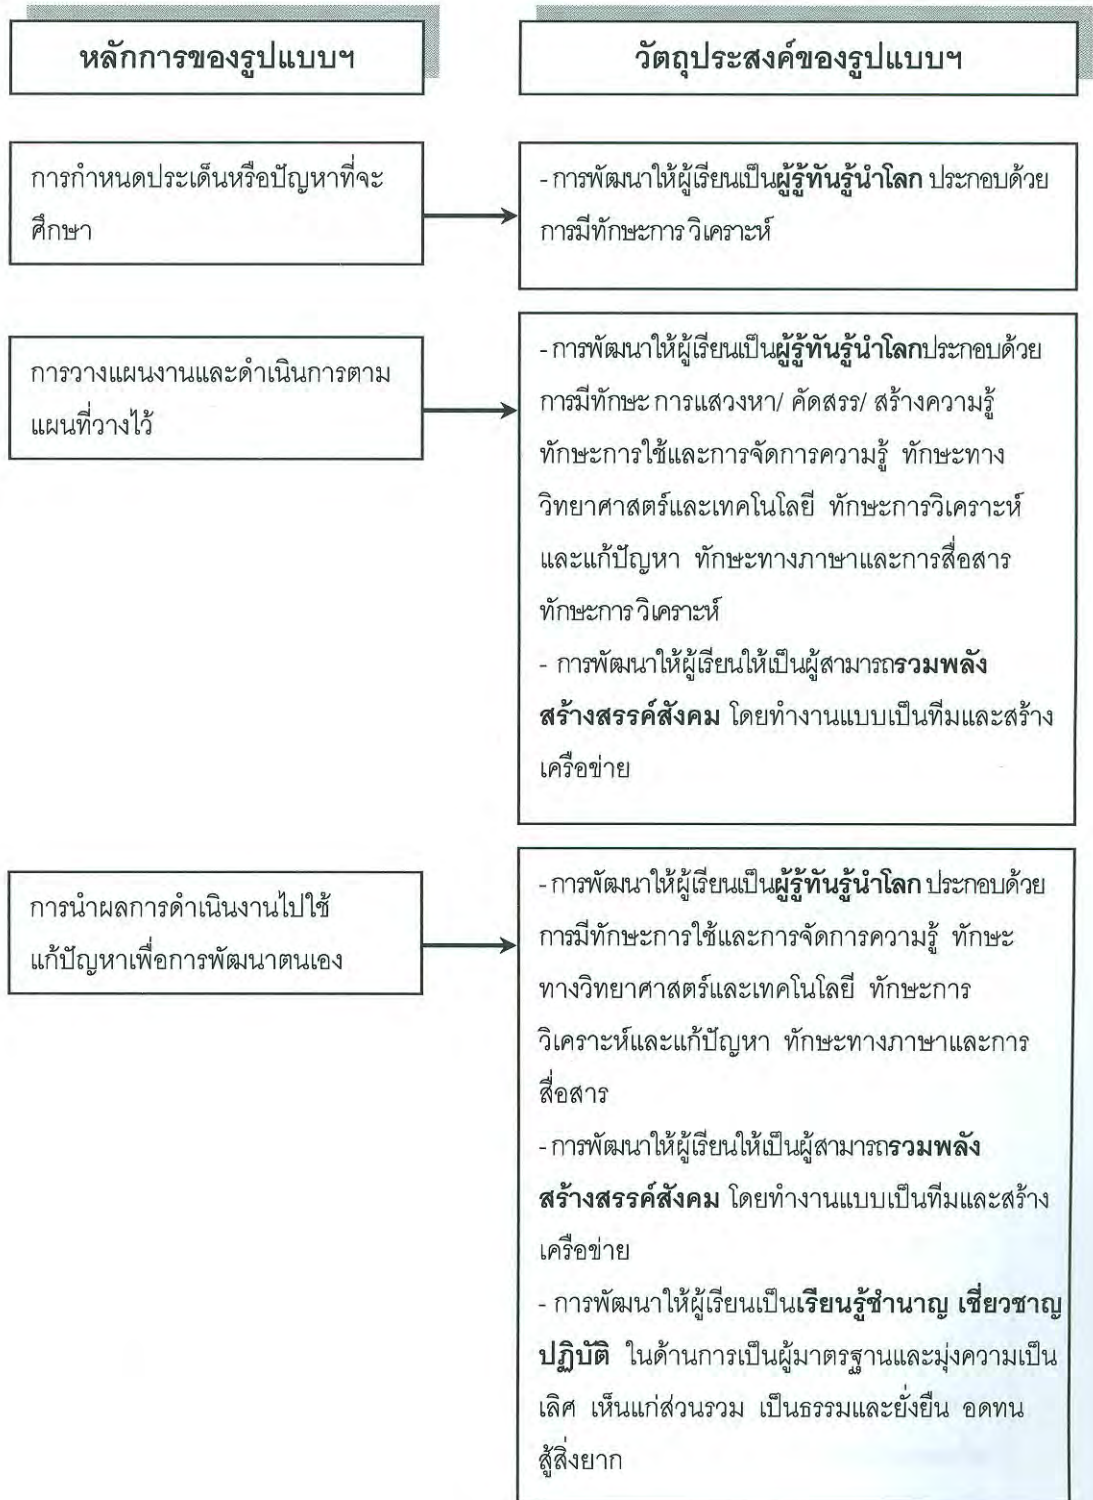 หลักการของรูปแบบฯ
วัตถุประสงค์ของรูปแบบฯ
การกำหนดประเด็นหรือปัญหาที่จะ
ศึกษา
- การพัฒนาให้ผู้เรียนเป็นผู้รู้ทันรู้นำโลก ประกอบด้วย
การมีทักษะการ วิเคราะห์
การวางแผนงานและดำเนินการตาม
แผนที่วางไว้
- การพัฒนาให้ผู้เรียนเป็นผู้รู้ทันรู้นำโลกประกอบด้วย
การมีทักษะ การแสวงหา/ คัดสรร/ สร้างความรู้
ทักษะการใช้และการจัดการความรู้ ทักษะทาง
วิทยาศาสตร์และเทคโนโลยี ทักษะการวิเคราะห์
และแก้ปัญหา ทักษะทางภาษาและการสื่อสาร
ทักษะการ วิเคราะห์
- การพัฒนาให้ผู้เรียนให้เป็นผู้สามารถรวมพลัง
สร้างสรรค์สังคม โดยทำงานแบบเป็นทีมและสร้าง
เครือข่าย
การนำผลการดำเนินงานไปใช้
แก้ปัญหาเพื่อการพัฒนาตนเอง
- การพัฒนาให้ผู้เรียนเป็นผู้รู้ทันรู้นำโลก ประกอบด้วย
การมีทักษะการใช้และการจัดการความรู้ ทักษะ
ทางวิทยาศาสตร์และเทคโนโลยี ทักษะการ
วิเคราะห์และแก้ปัญหา ทักษะทางภาษาและการ
สื่อสาร
- การพัฒนาให้ผู้เรียนให้เป็นผู้สามารถรวมพลัง
สร้างสรรค์สังคม โดยทำงานแบบเป็นทีมและสร้าง
เครือข่าย
- การพัฒนาให้ผู้เรียนเป็นเรียนรู้ชำนาญ เชี่ยวชาญ
ปฏิบัติ ในด้านการเป็นผู้มาตรฐานและมุ่งความเป็น
เลิศ เห็นแก่ส่วนรวม เป็นธรรมและยั่งยืน อดทน
สู้สิ่งยาก